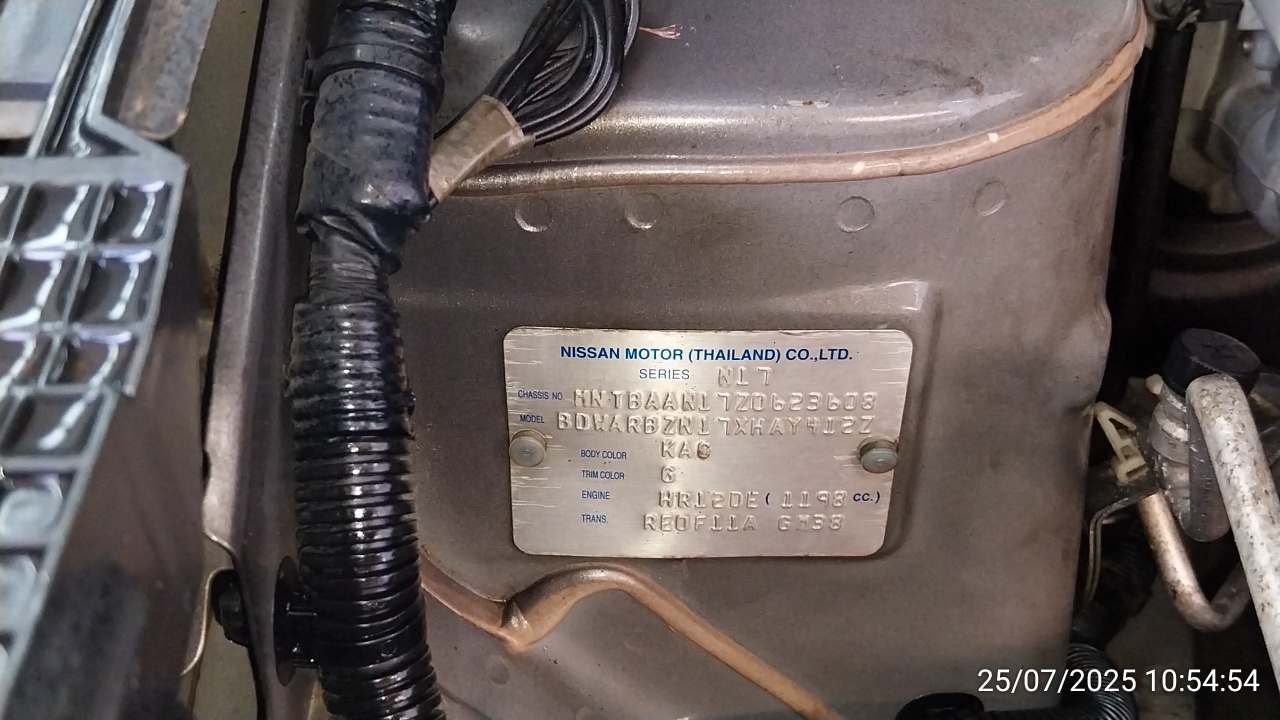 NISSAN MOTOR (THAILAND) CO.,LTD.
SERIES N17
CHASSIS NO. MNTBAAN17Z0623608
MODEL BDWARBZN17XHAY412Z
BODY COLOR KAC
TRIM COLOR G
ENGINE HR12DE ( 1198 CC.)
TRANS. RE0F11A GM38
25/07/2025 10:54:54